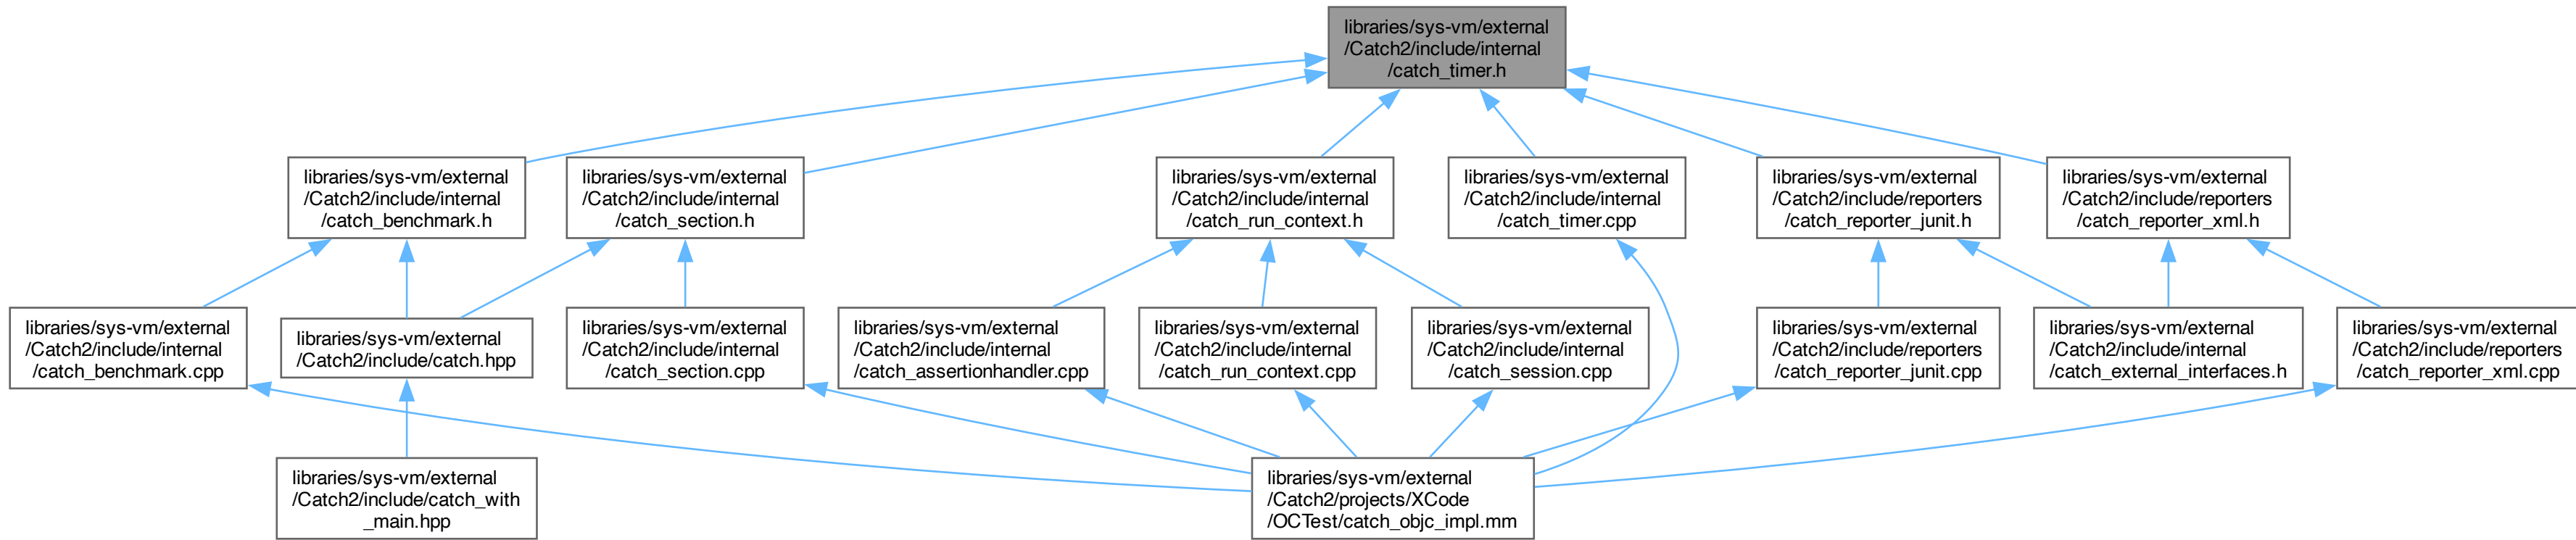 libraries/sys-vm/external
/Catch2/include/internal
/catch_timer.h
libraries/sys-vm/external
/Catch2/include/internal
/catch_benchmark.h
libraries/sys-vm/external
/Catch2/include/internal
/catch_section.h
libraries/sys-vm/external
/Catch2/include/internal
/catch_run_context.h
libraries/sys-vm/external
/Catch2/include/internal
/catch_timer.cpp
libraries/sys-vm/external
/Catch2/include/reporters
/catch_reporter_junit.h
libraries/sys-vm/external
/Catch2/include/reporters
/catch_reporter_xml.h
libraries/sys-vm/external
/Catch2/include/internal
/catch_benchmark.cpp
libraries/sys-vm/external
/Catch2/include/catch.hpp
libraries/sys-vm/external
/Catch2/include/internal
/catch_section.cpp
libraries/sys-vm/external
/Catch2/include/internal
/catch_assertionhandler.cpp
libraries/sys-vm/external
/Catch2/include/internal
/catch_run_context.cpp
libraries/sys-vm/external
/Catch2/include/internal
/catch_session.cpp
libraries/sys-vm/external
/Catch2/include/reporters
/catch_reporter_junit.cpp
libraries/sys-vm/external
/Catch2/include/internal
/catch_external_interfaces.h
libraries/sys-vm/external
/Catch2/include/reporters
/catch_reporter_xml.cpp
libraries/sys-vm/external
/Catch2/include/catch_with
_main.hpp
libraries/sys-vm/external
/Catch2/projects/XCode
/OCTest/catch_objc_impl.mm